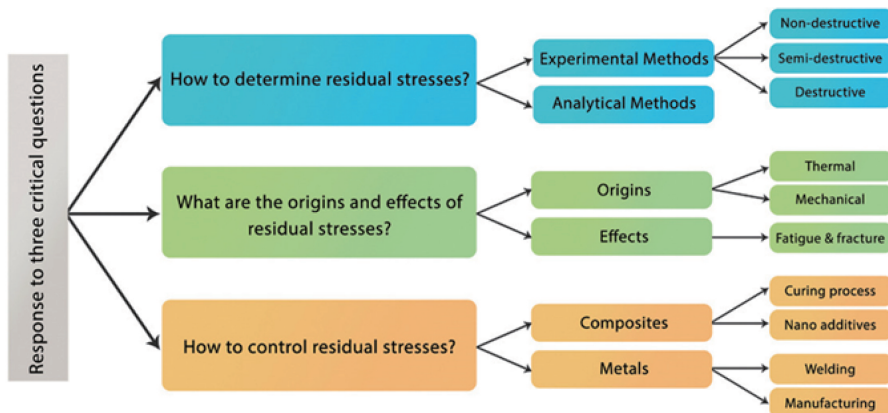 Response to three critical questions
How to determine residual stresses?
Experimental Methods
Non-destructive
Semi-destructive
Destructive
Analytical Methods
What are the origins and effects of
residual stresses?
Origins
Thermal
Mechanical
Effects
Fatigue & fracture
How to control residual stresses?
Composites
Curing process
Nano additives
Metals
Welding
Manufacturing